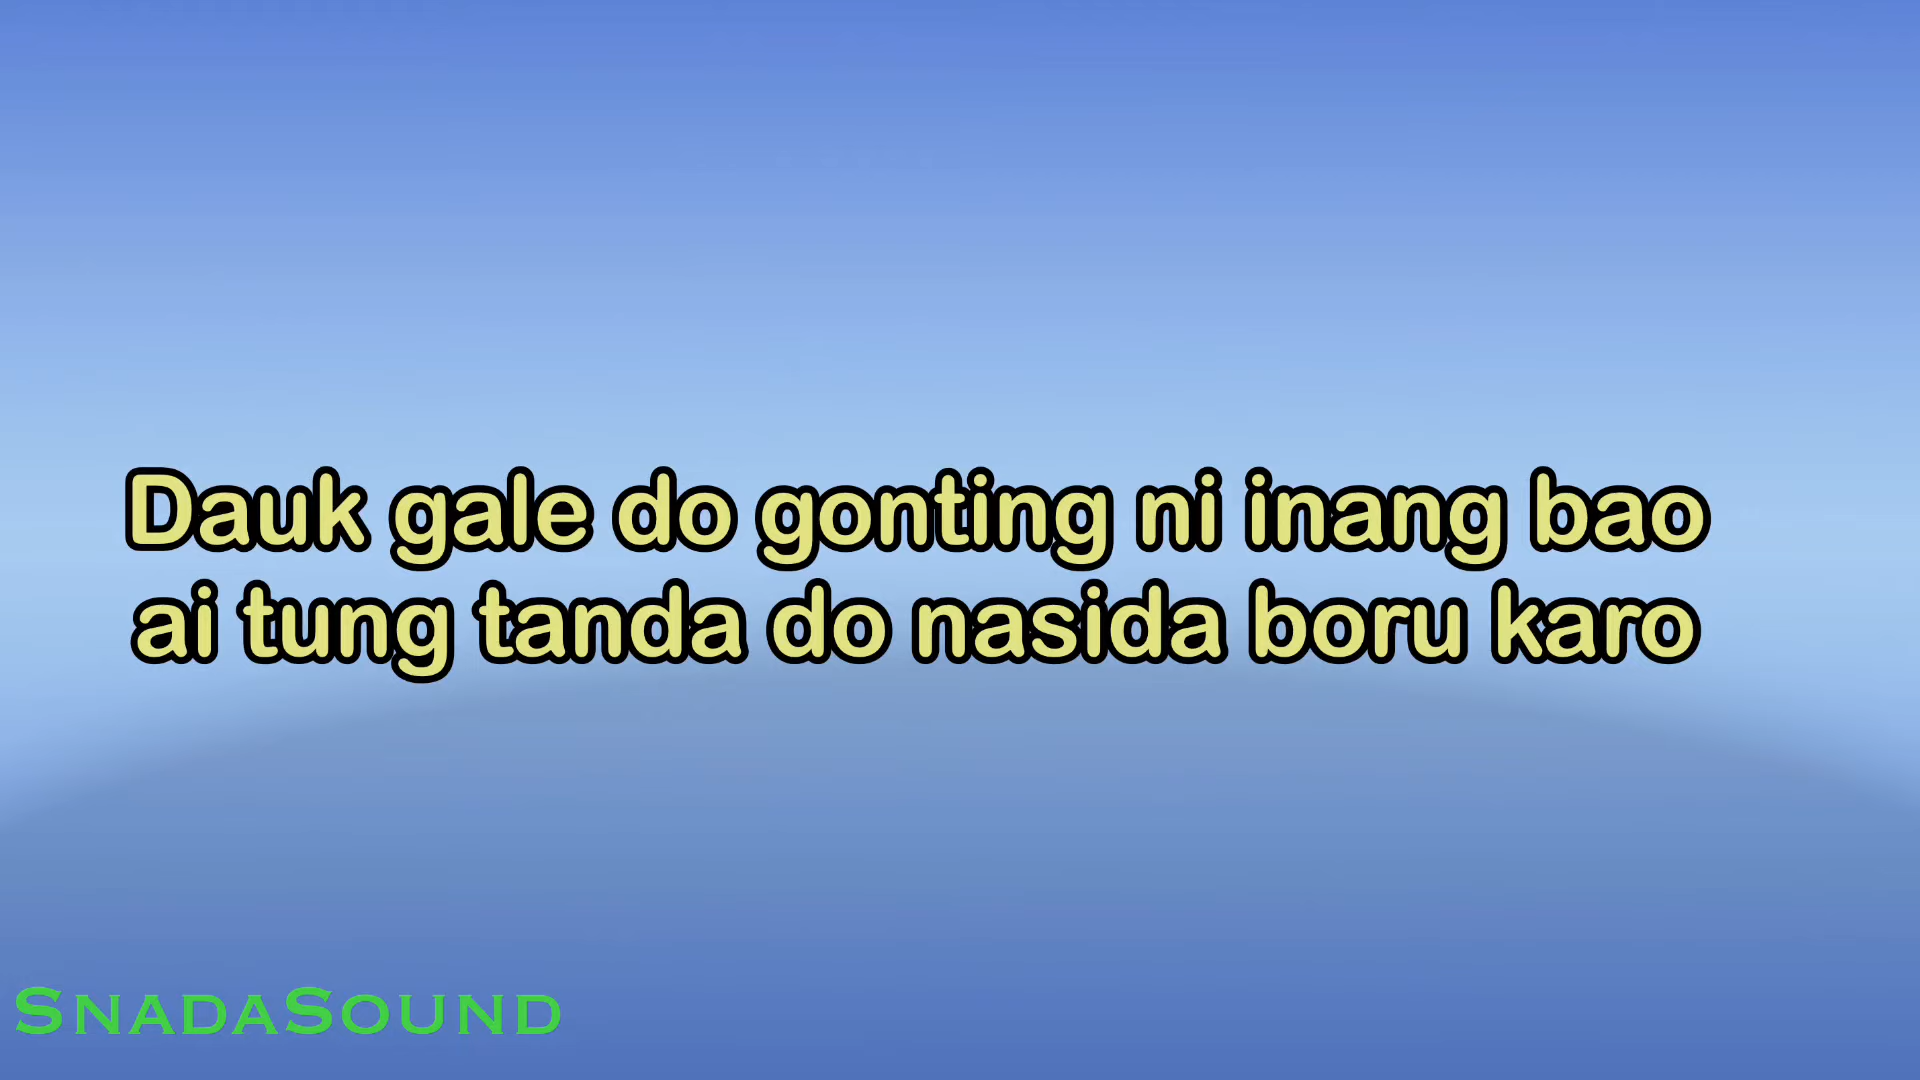 Dauk gale do gonting ni inang bao
ai tung tanda do nasida boru karo
SnadaSound